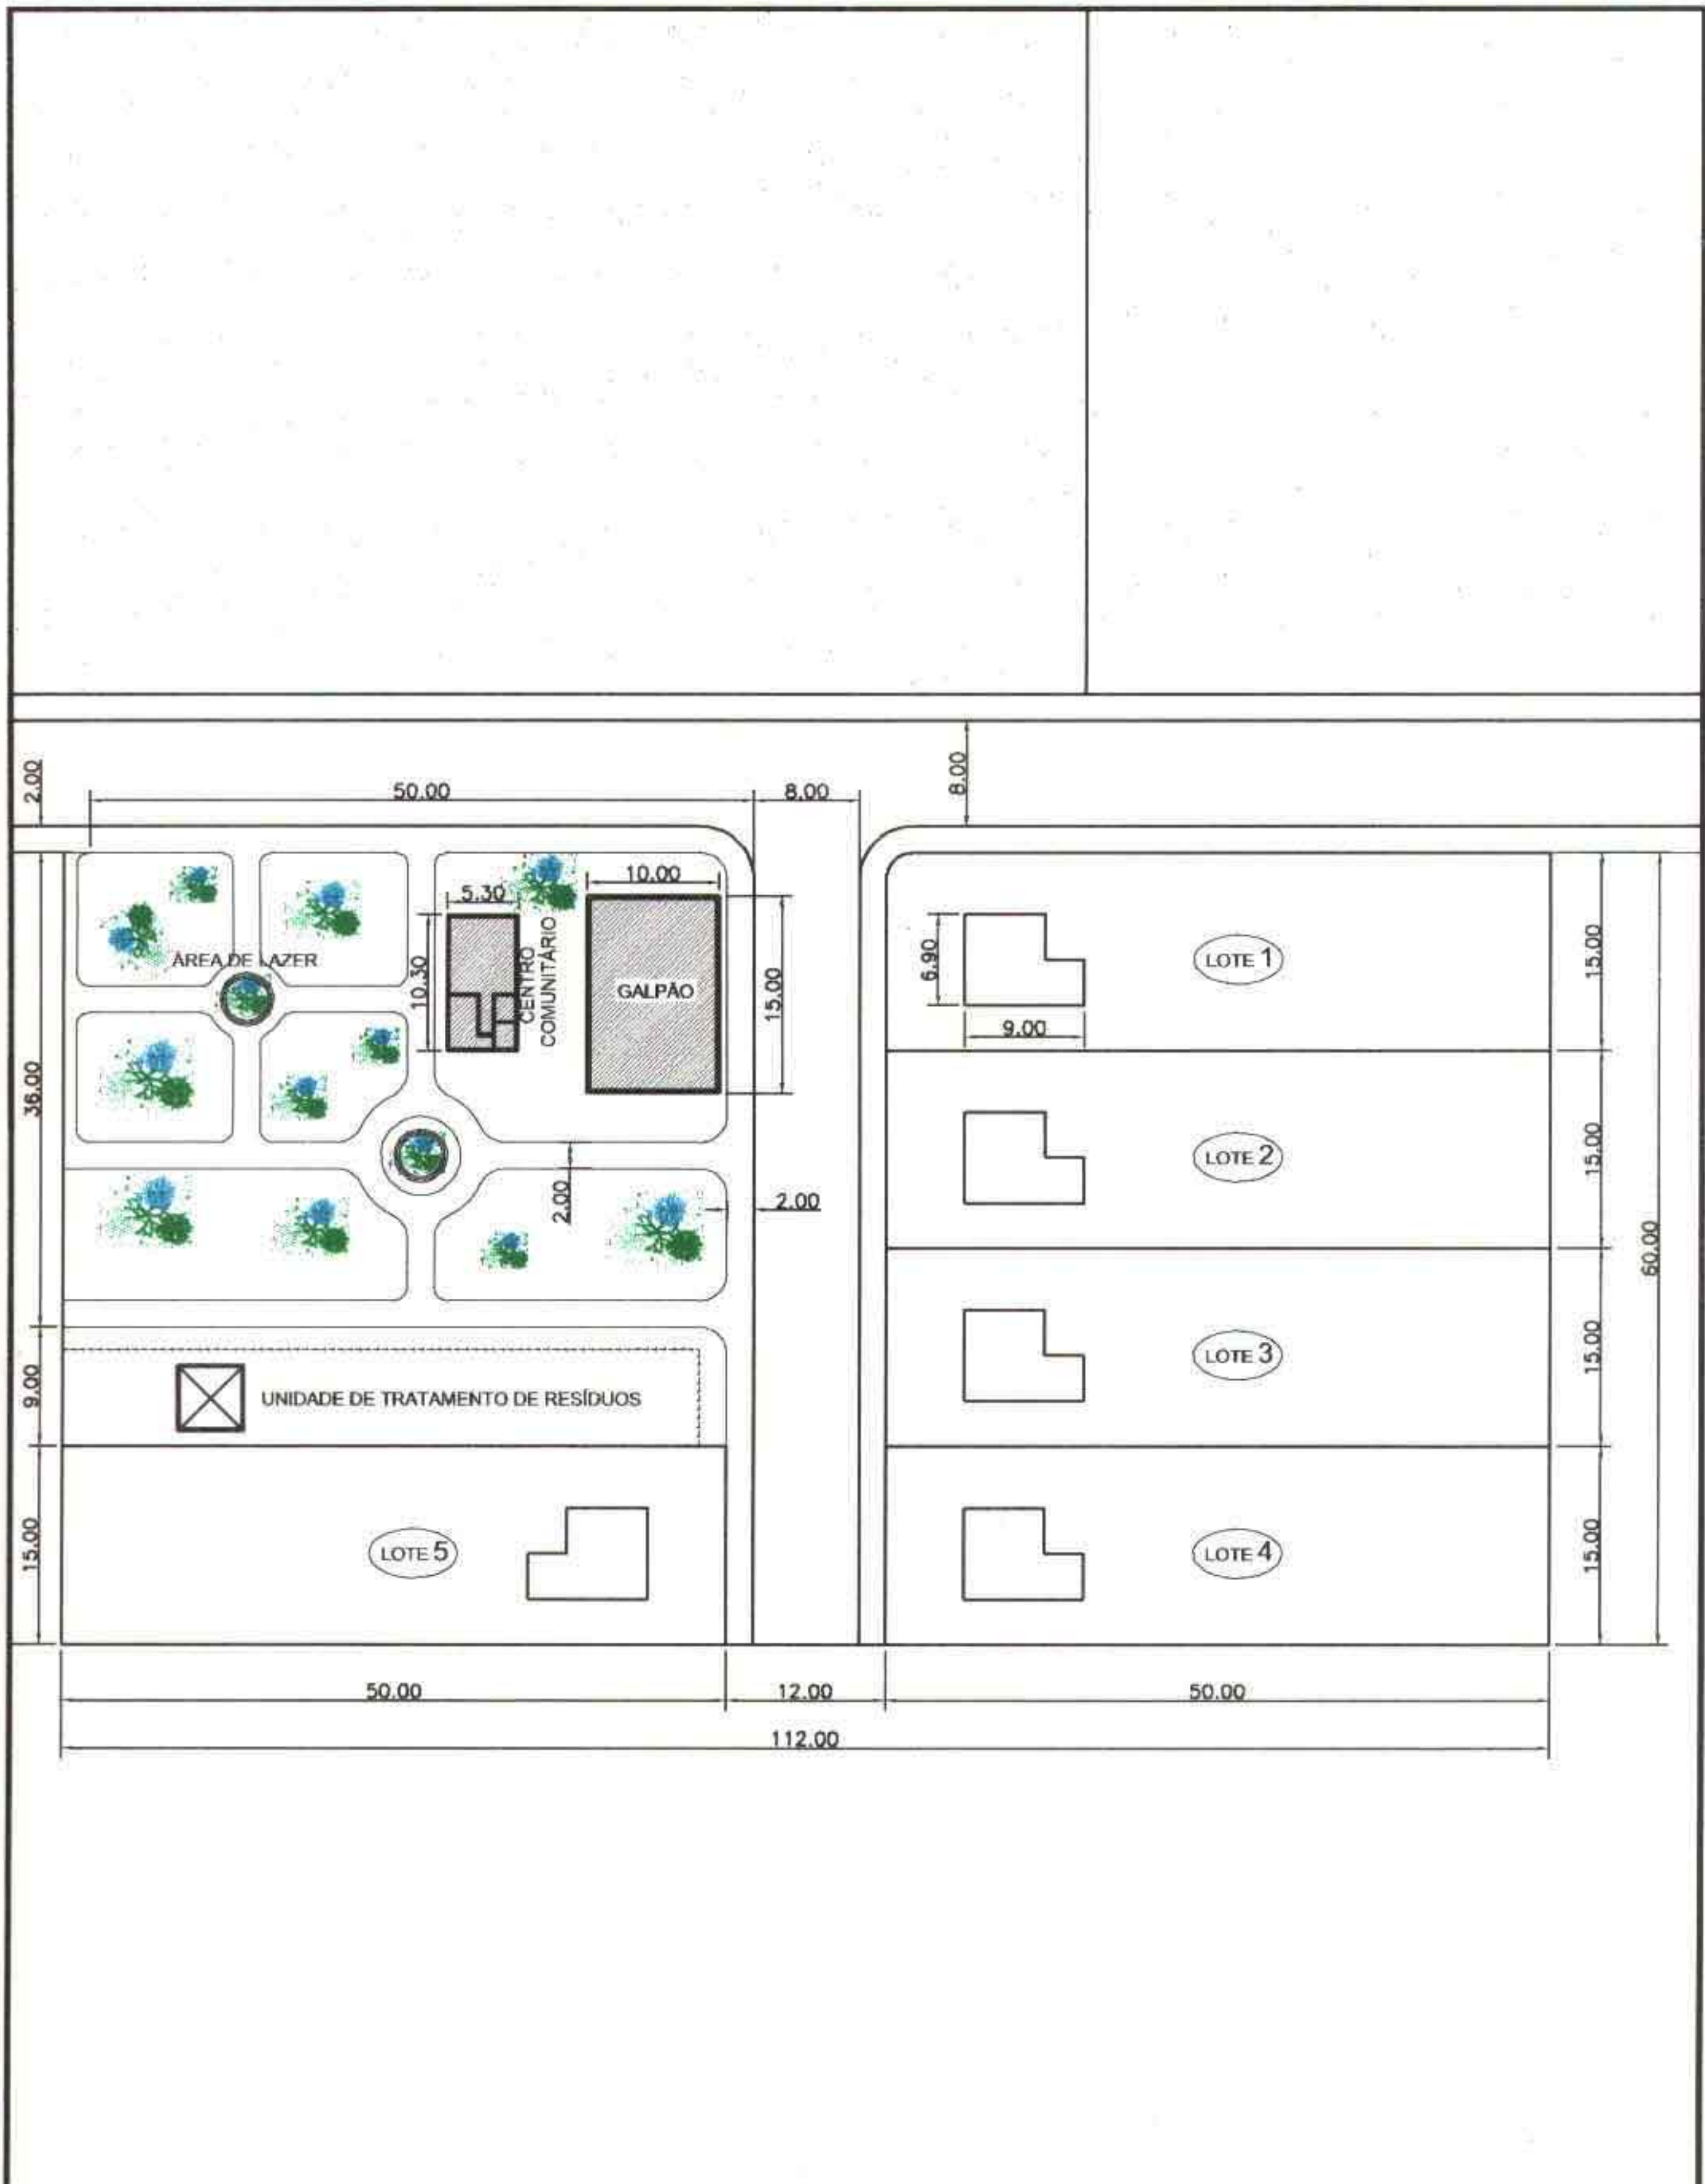 2.00
50.00
8.00
8.00
10.00
5.30
ÁREA DE LAZER
10.30
CENTRO
COMUNITÁRIO
GALPÃO
15.00
6.90
9.00
LOTE 1
15.00
36.00
2.00
2.00
LOTE 2
15.00
60.00
LOTE 3
15.00
9.00
UNIDADE DE TRATAMENTO DE RESÍDUOS
15.00
LOTE 5
LOTE 4
15.00
50.00
12.00
50.00
112.00